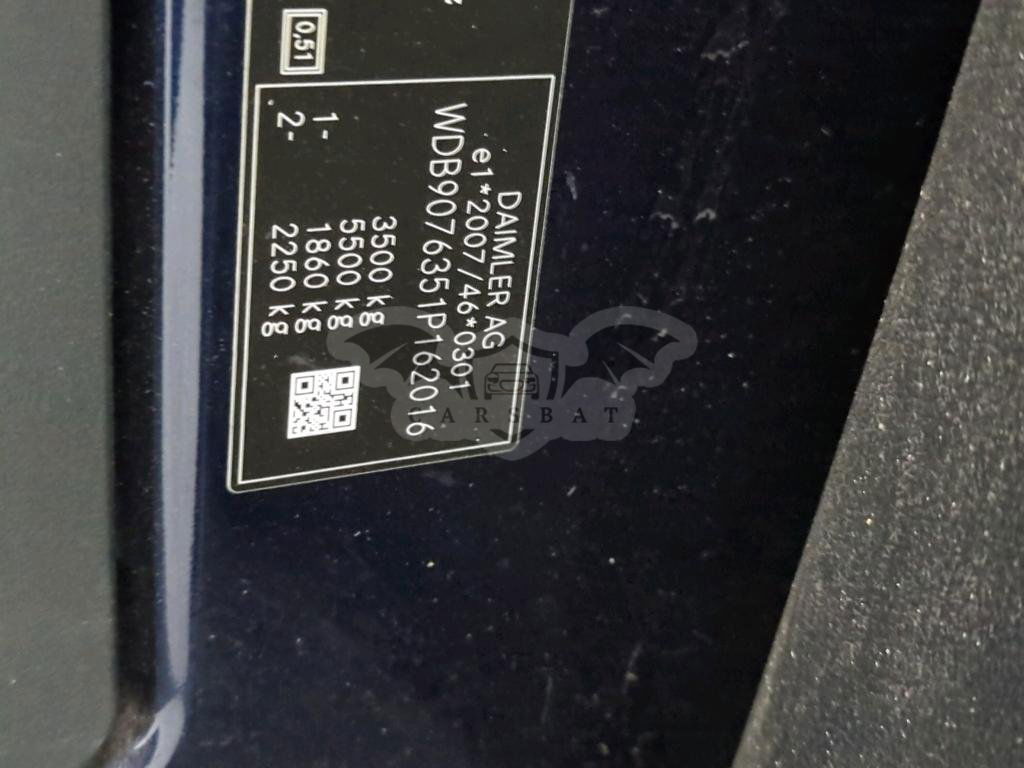 DAIMLER AG
e1*2007/46*0301
WDB9076351P162016
3500 kg
5500 kg
1- 1860 kg
2- 2250 kg
0,51
CARSBAT